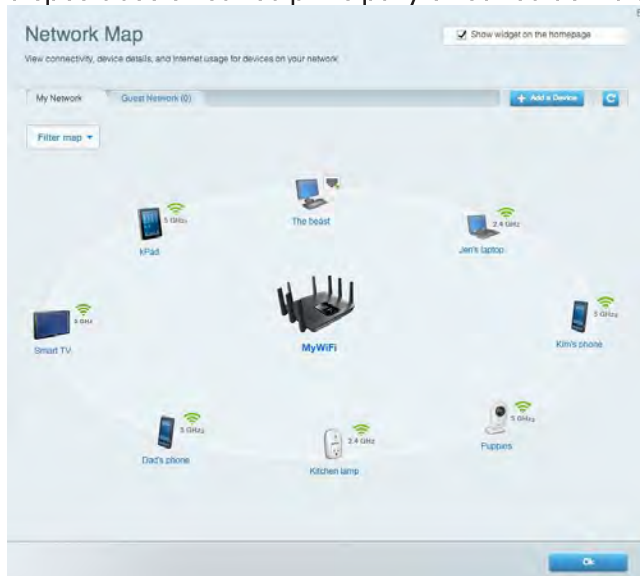 Network Map
Show widget on the homepage
View connectivity, device details, and Internet usage for devices on your network.
My Network
Guest Network (0)
+ Add a Device
Filter map
The beast
5 GHz
kPad
2.4 GHz
Jen's laptop
5 GHz
Smart TV
MyWiFi
5 GHz
Kim's phone
5 GHz
Dad's phone
2.4 GHz
Kitchen lamp
5 GHz
Puppies
Ok